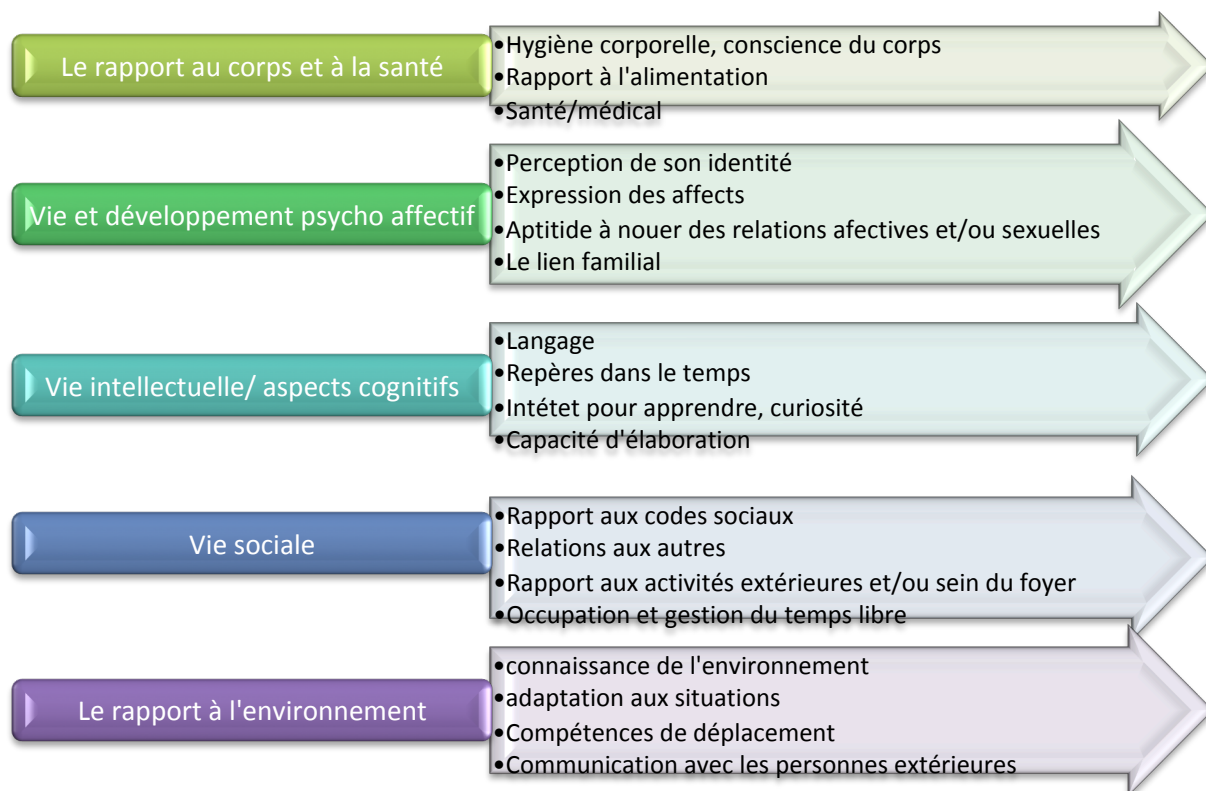 Le rapport au corps et à la santé
•Hygiène corporelle, conscience du corps
•Rapport à l'alimentation
•Santé/médical
Vie et développement psycho affectif
•Perception de son identité
•Expression des affects
•Aptitide à nouer des relations afectives et/ou sexuelles
•Le lien familial
Vie intellectuelle/ aspects cognitifs
•Langage
•Repères dans le temps
•Intétet pour apprendre, curiosité
•Capacité d'élaboration
Vie sociale
•Rapport aux codes sociaux
•Relations aux autres
•Rapport aux activités extérieures et/ou sein du foyer
•Occupation et gestion du temps libre
Le rapport à l'environnement
•connaissance de l'environnement
•adaptation aux situations
•Compétences de déplacement
•Communication avec les personnes extérieures